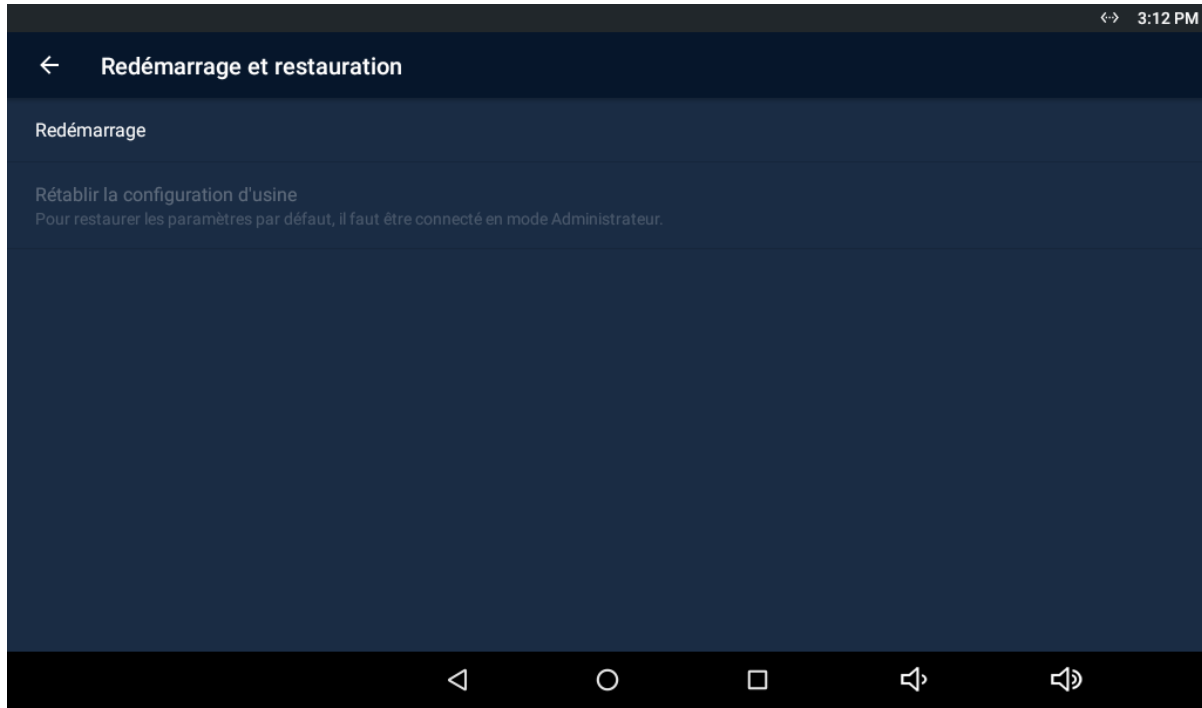 3:12 PM
Redémarrage et restauration
Redémarrage
Rétablir la configuration d'usine
Pour restaurer les paramètres par défaut, il faut être connecté en mode Administrateur.